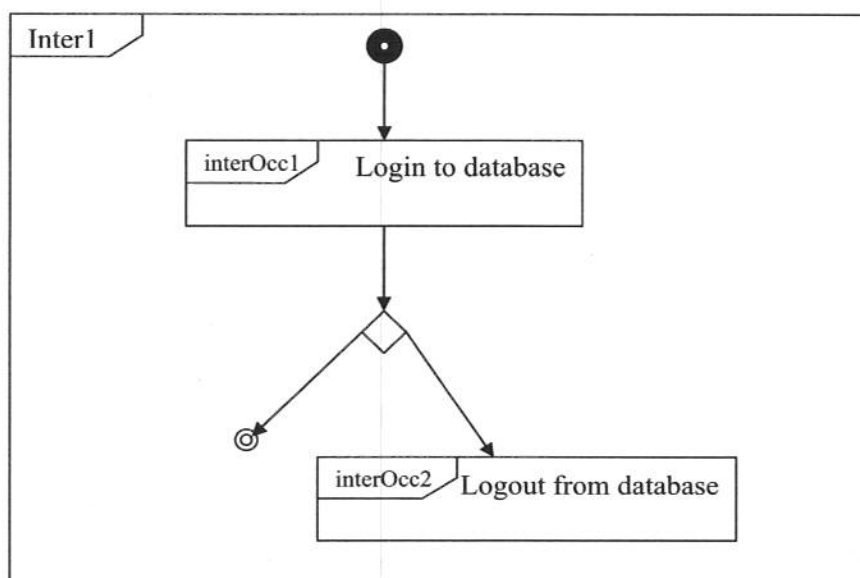 Inter1
interOcc1
Login to database
interOcc2
Logout from database